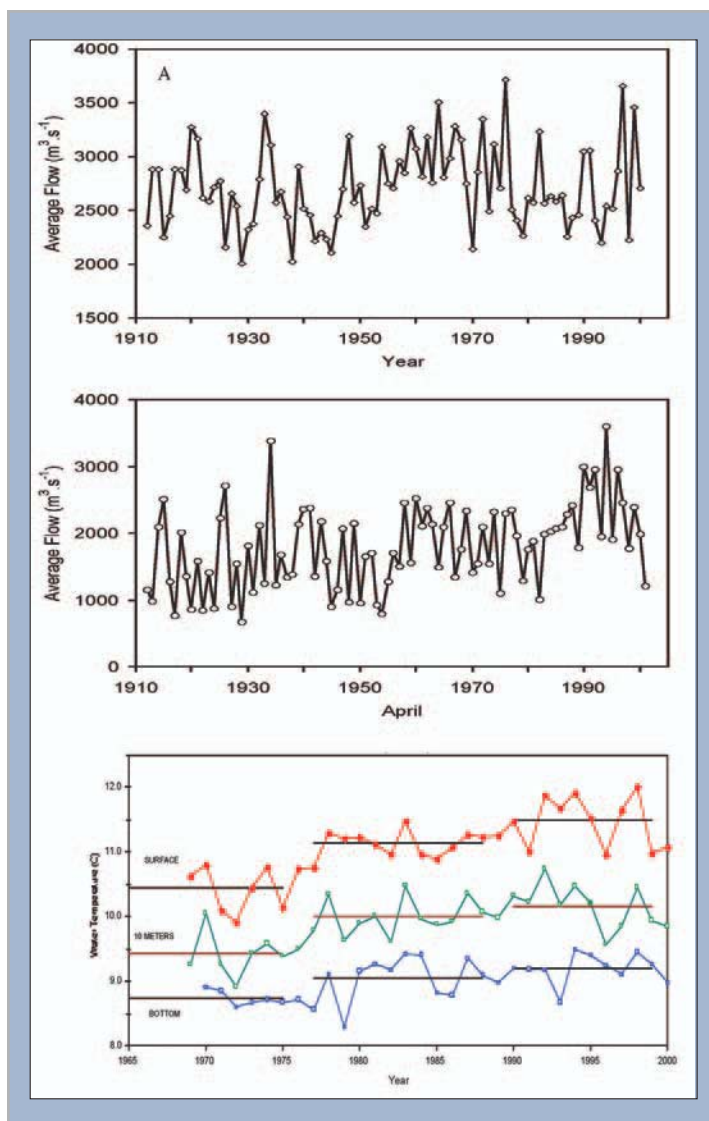 A
4000
3500
3000
2500
2000
1500
Average Flow (m³.s⁻¹)
1910 1930 1950 1970 1990
Year
4000
3000
2000
1000
0
Average Flow (m³.s⁻¹)
1910 1930 1950 1970 1990
April
12.0
11.0
10.0
9.0
8.0
Water Temperature (C)
SURFACE
10 METERS
BOTTOM
1965 1970 1975 1980 1985 1990 1995 2000
Year